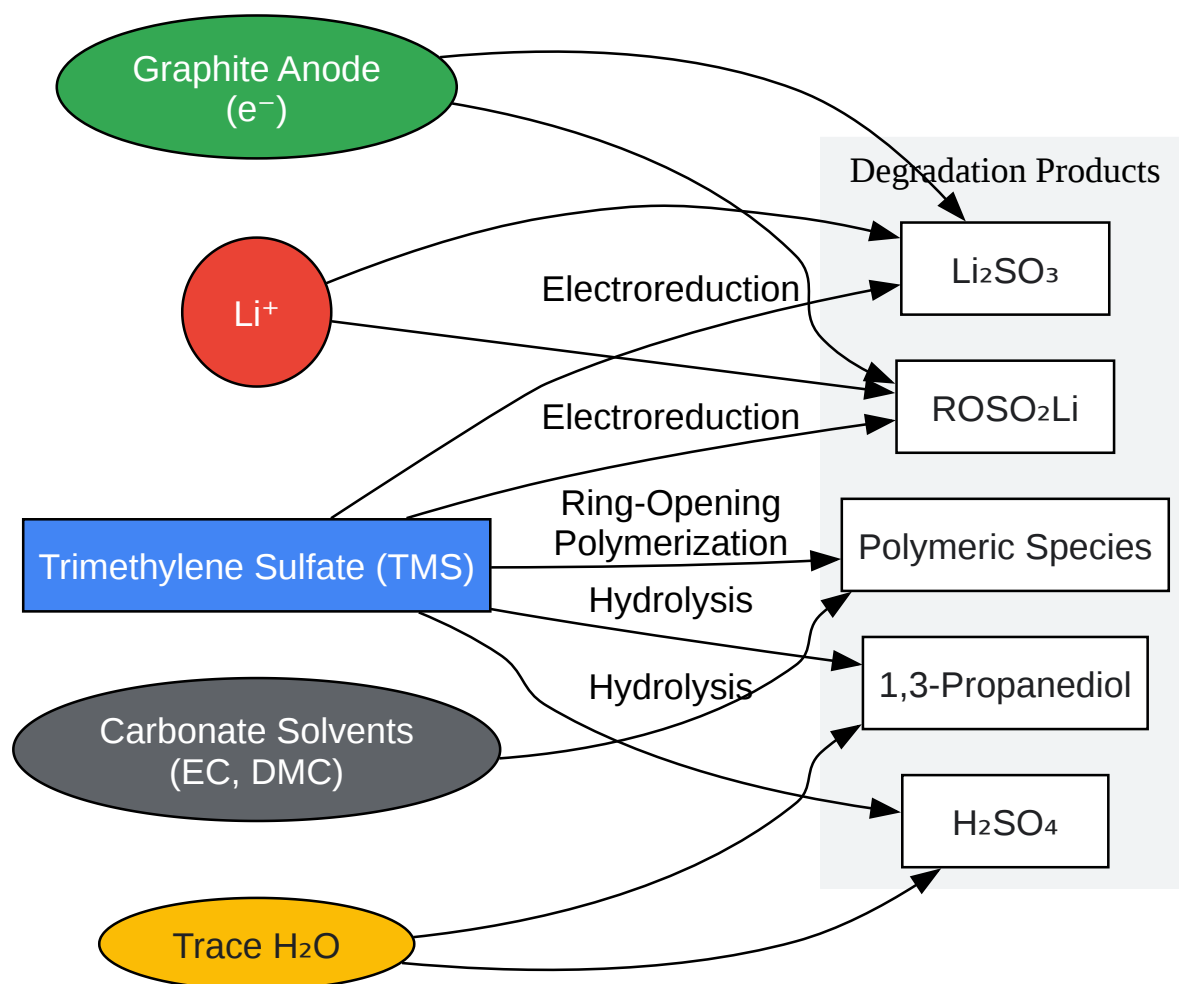 Graphite Anode
(e⁻)
Degradation Products
Li₂SO₃
Electroreduction
Li⁺
ROSO₂Li
Electroreduction
Ring-Opening
Polymerization
Polymeric Species
Trimethylene Sulfate (TMS)
Hydrolysis
1,3-Propanediol
Hydrolysis
Carbonate Solvents
(EC, DMC)
H₂SO₄
Trace H₂O